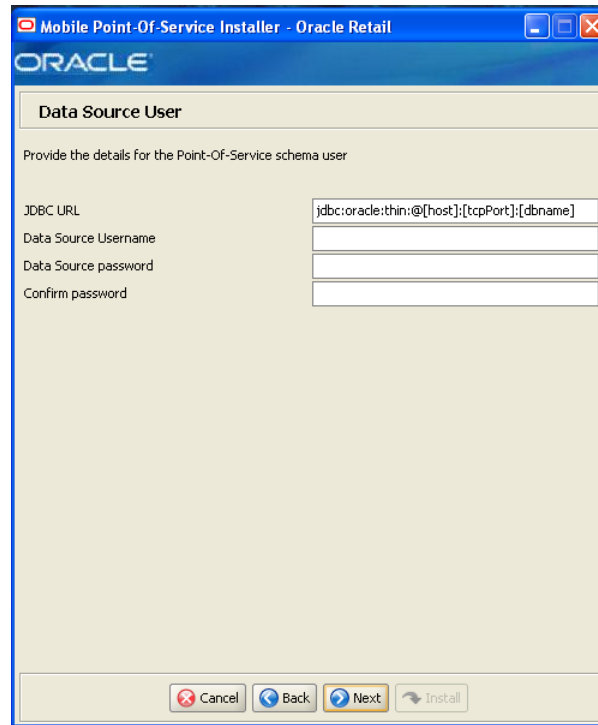 Mobile Point-Of-Service Installer - Oracle Retail
ORACLE
Data Source User
Provide the details for the Point-Of-Service schema user
JDBC URL
jdbc:oracle:thin:@[host]:[tcpPort]:[dbname]
Data Source Username
Data Source password
Confirm password
Cancel
Back
Next
Install